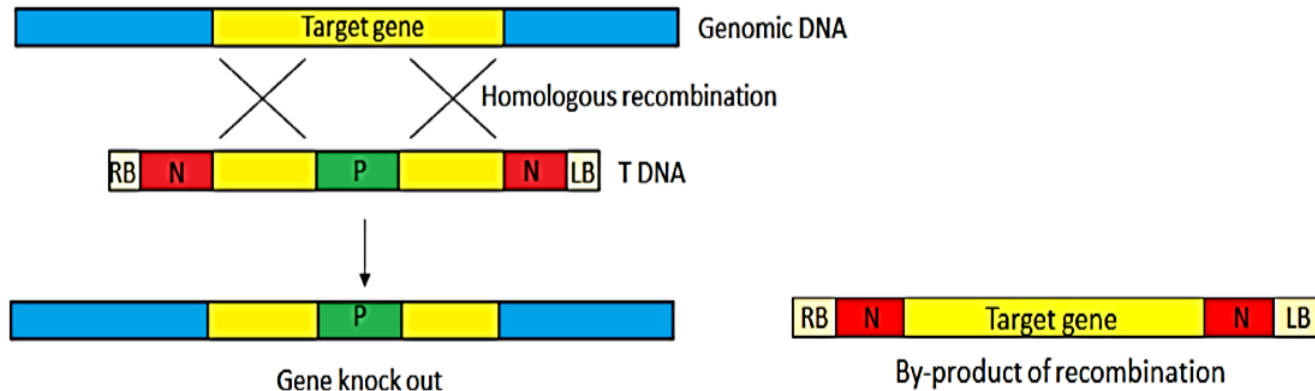 Target gene
Genomic DNA
Homologous recombination
RB N P N LB T DNA
P
RB N Target gene N LB
Gene knock out
By-product of recombination